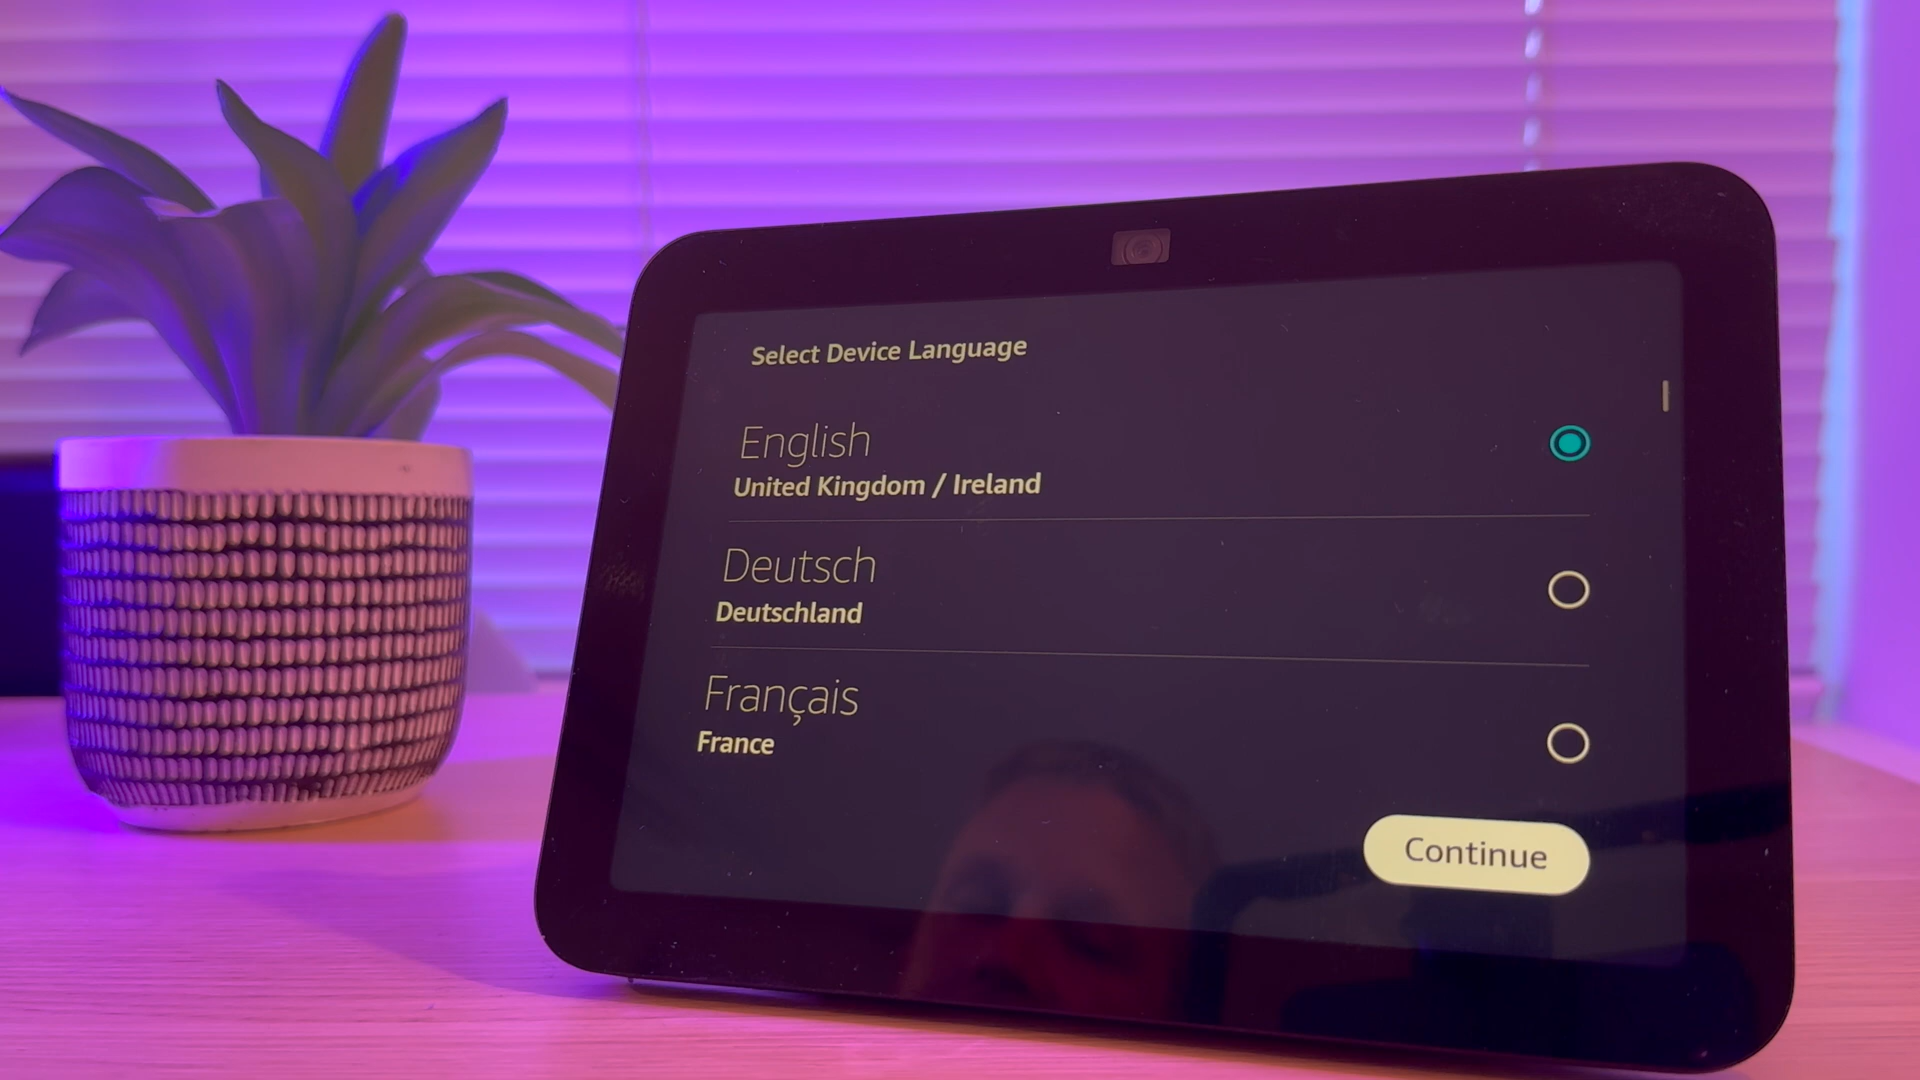 Select Device Language
English
United Kingdom / Ireland
Deutsch
Deutschland
Français
France
Continue